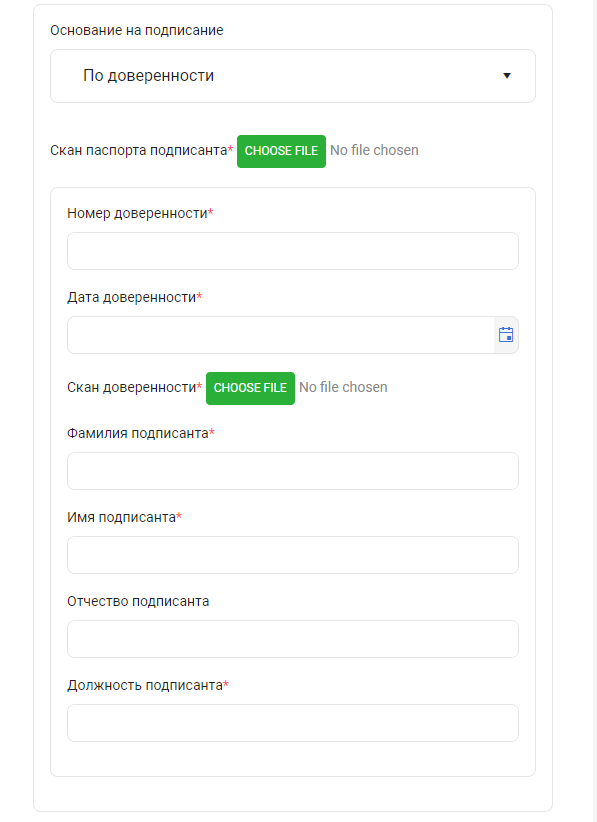 Основание на подписание
По доверенности
Скан паспорта подписанта* CHOOSE FILE No file chosen
Номер доверенности*
Дата доверенности*
Скан доверенности* CHOOSE FILE No file chosen
Фамилия подписанта*
Имя подписанта*
Отчество подписанта
Должность подписанта*